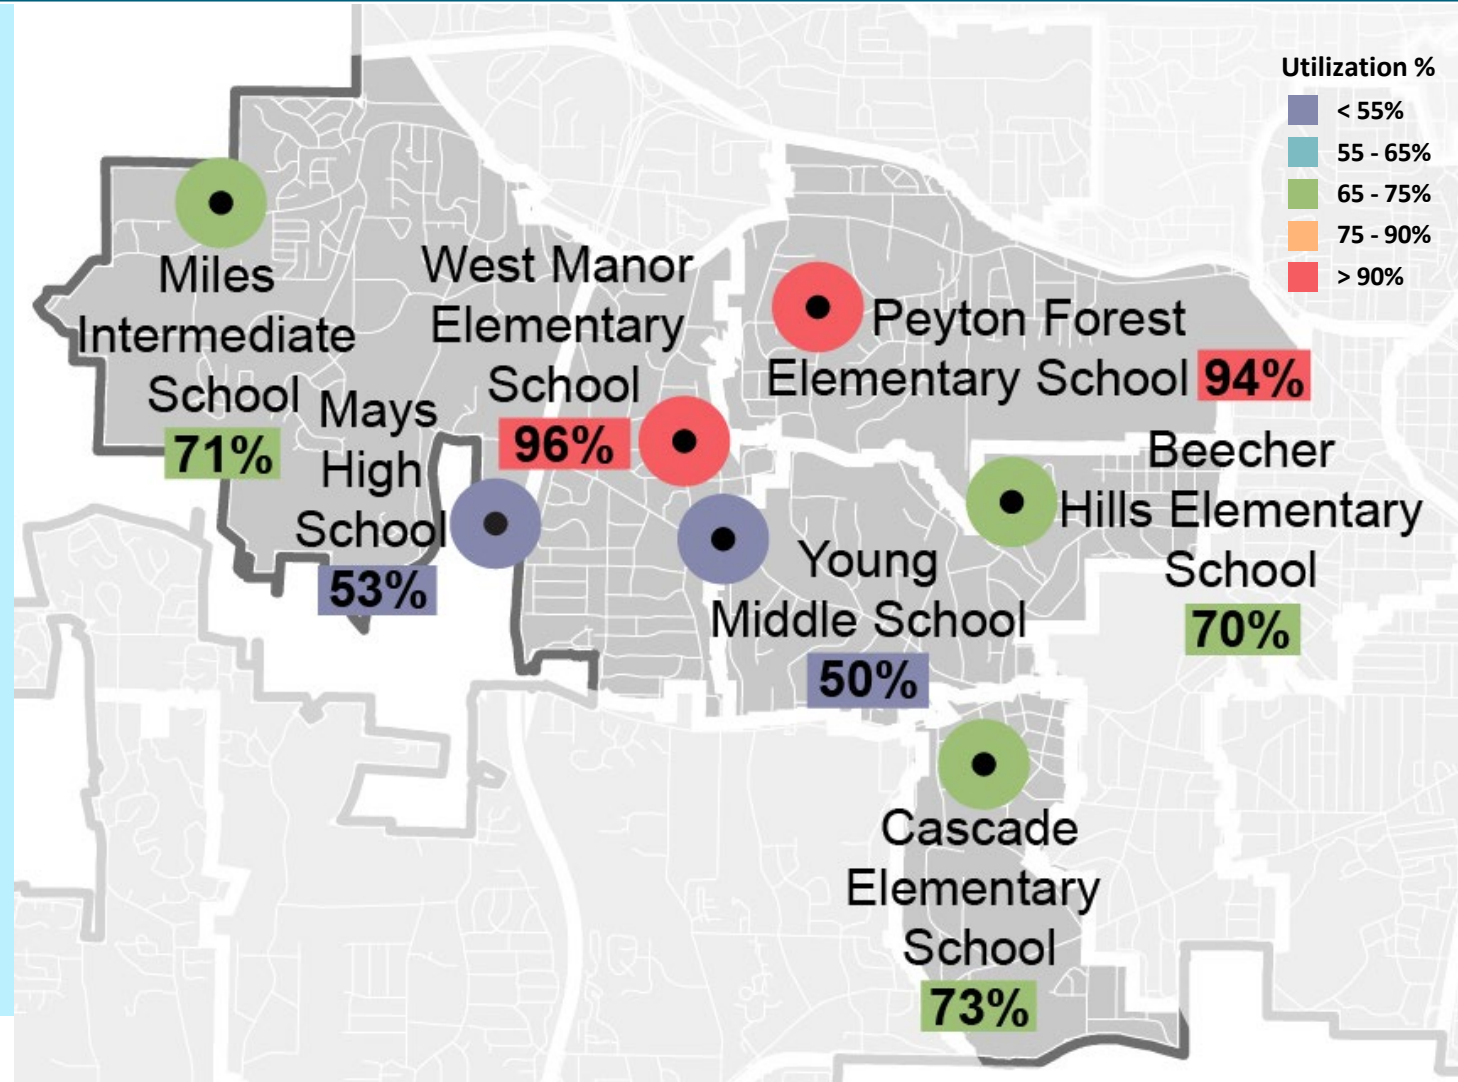 Utilization %
< 55%
55 - 65%
65 - 75%
75 - 90%
> 90%
Miles
Intermediate
School
71%
Mays
High
School
53%
West Manor
Elementary
School
96%
Peyton Forest
Elementary School 94%
Beecher
Hills Elementary
School
70%
Young
Middle School
50%
Cascade
Elementary
School
73%